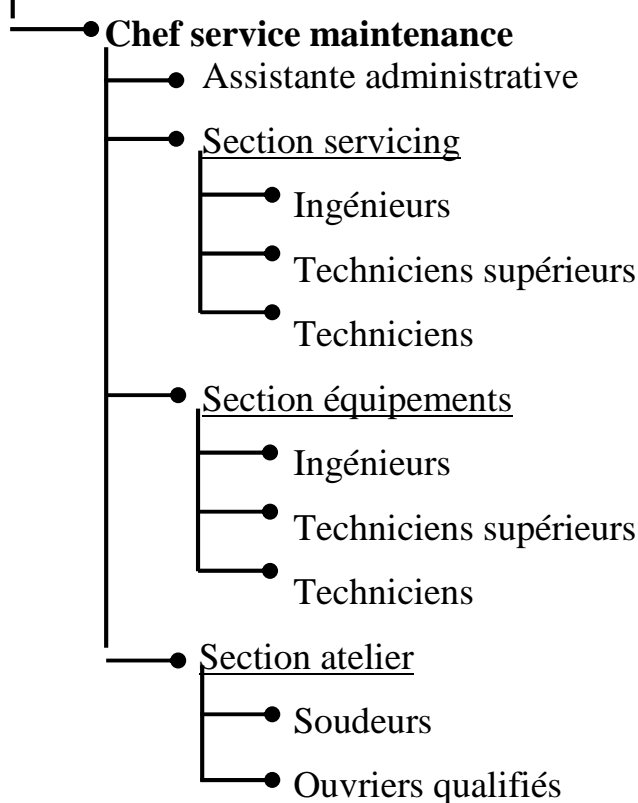 Chef service maintenance
Assistante administrative
Section servicing
Ingénieurs
Techniciens supérieurs
Techniciens
Section équipements
Ingénieurs
Techniciens supérieurs
Techniciens
Section atelier
Soudeurs
Ouvriers qualifiés